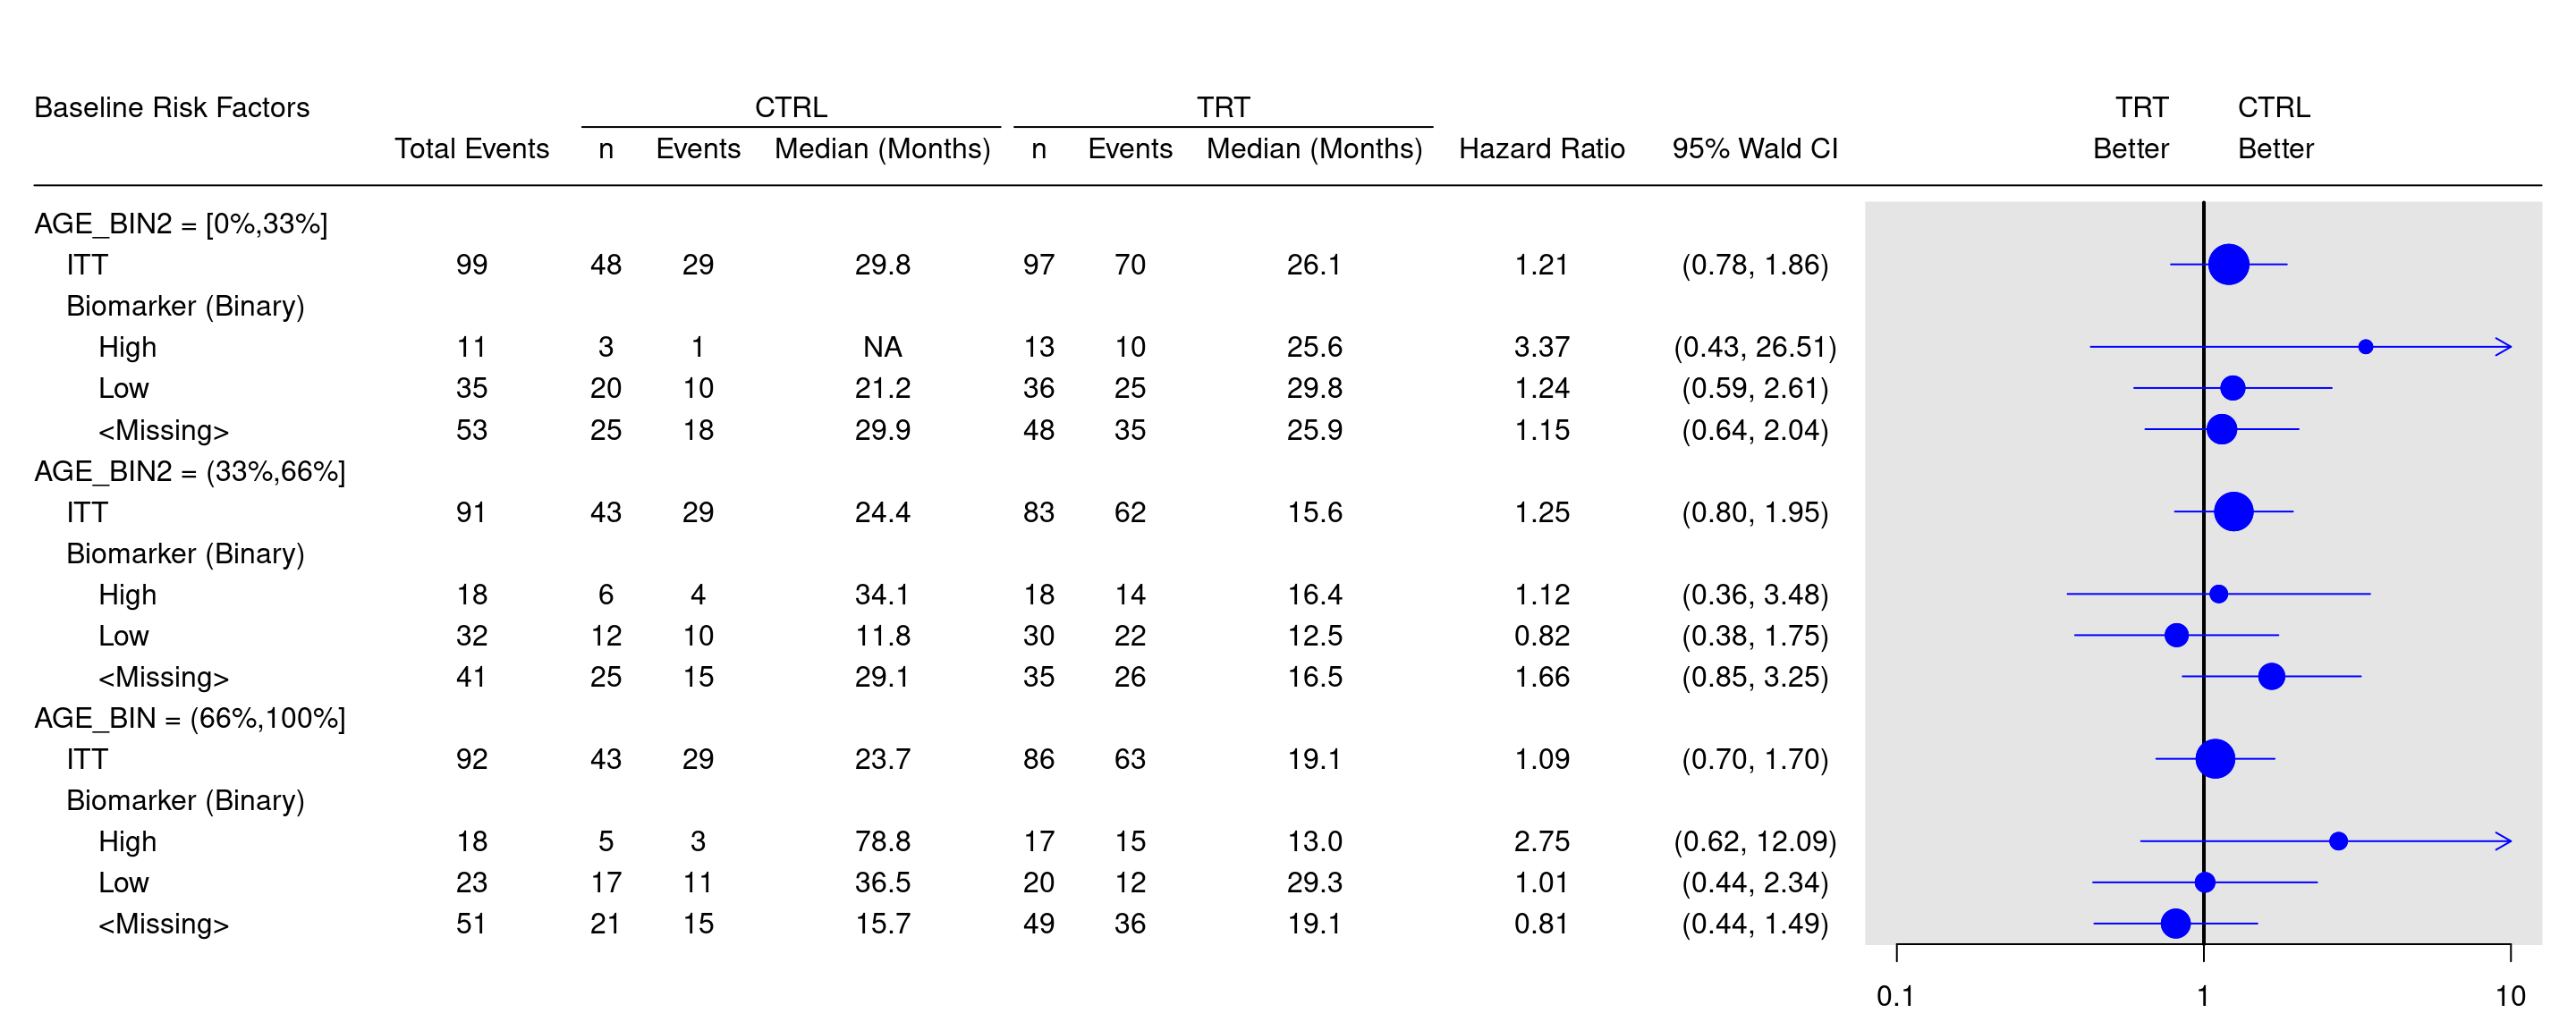 Baseline Risk Factors CTRL TRT TRT CTRL
Total Events n Events Median (Months) n Events Median (Months) Hazard Ratio 95% Wald CI Better Better
AGE_BIN2 = [0%,33%]
ITT 99 48 29 29.8 97 70 26.1 1.21 (0.78, 1.86)
Biomarker (Binary)
High 11 3 1 NA 13 10 25.6 3.37 (0.43, 26.51)
Low 35 20 10 21.2 36 25 29.8 1.24 (0.59, 2.61)
<Missing> 53 25 18 29.9 48 35 25.9 1.15 (0.64, 2.04)
AGE_BIN2 = (33%,66%]
ITT 91 43 29 24.4 83 62 15.6 1.25 (0.80, 1.95)
Biomarker (Binary)
High 18 6 4 34.1 18 14 16.4 1.12 (0.36, 3.48)
Low 32 12 10 11.8 30 22 12.5 0.82 (0.38, 1.75)
<Missing> 41 25 15 29.1 35 26 16.5 1.66 (0.85, 3.25)
AGE_BIN = (66%,100%]
ITT 92 43 29 23.7 86 63 19.1 1.09 (0.70, 1.70)
Biomarker (Binary)
High 18 5 3 78.8 17 15 13.0 2.75 (0.62, 12.09)
Low 23 17 11 36.5 20 12 29.3 1.01 (0.44, 2.34)
<Missing> 51 21 15 15.7 49 36 19.1 0.81 (0.44, 1.49)
0.1 1 10